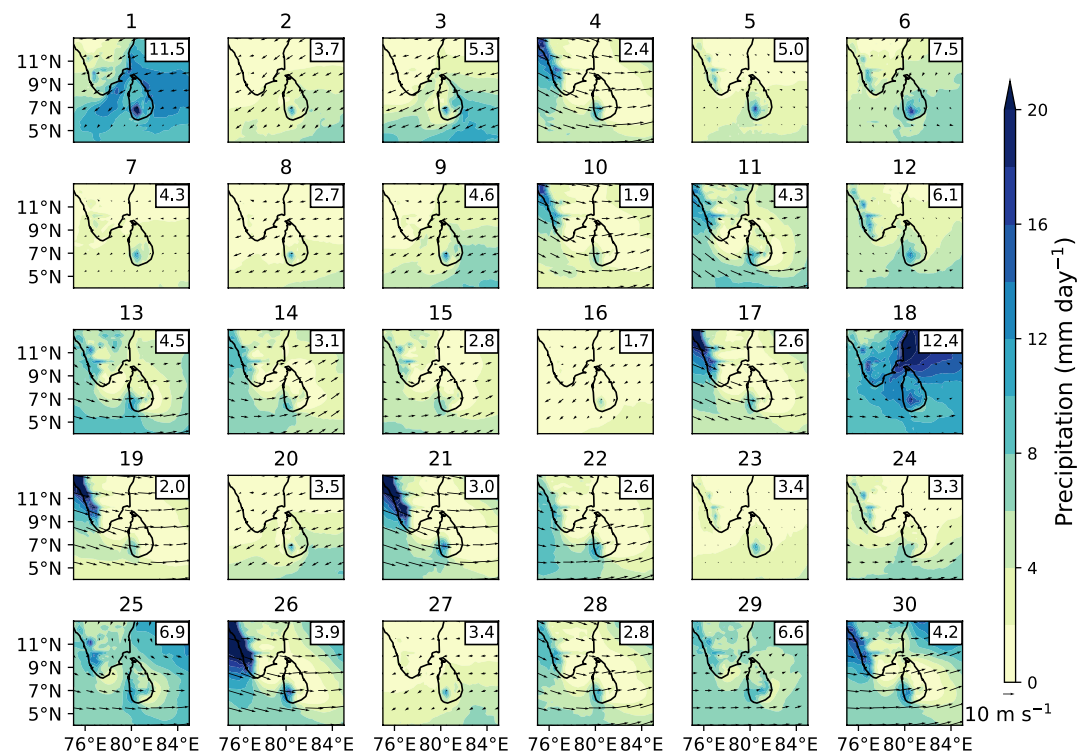 1 2 3 4 5 6
11.5 3.7 5.3 2.4 5.0 7.5
11°N
9°N
7°N
5°N
7 8 9 10 11 12
4.3 2.7 4.6 1.9 4.3 6.1
11°N
9°N
7°N
5°N
13 14 15 16 17 18
4.5 3.1 2.8 1.7 2.6 12.4
11°N
9°N
7°N
5°N
19 20 21 22 23 24
2.0 3.5 3.0 2.6 3.4 3.3
11°N
9°N
7°N
5°N
25 26 27 28 29 30
6.9 3.9 3.4 2.8 6.6 4.2
11°N
9°N
7°N
5°N
76°E 80°E 84°E 76°E 80°E 84°E 76°E 80°E 84°E 76°E 80°E 84°E 76°E 80°E 84°E 76°E 80°E 84°E
20
16
12
8
4
0
Precipitation (mm day⁻¹)
10 m s⁻¹